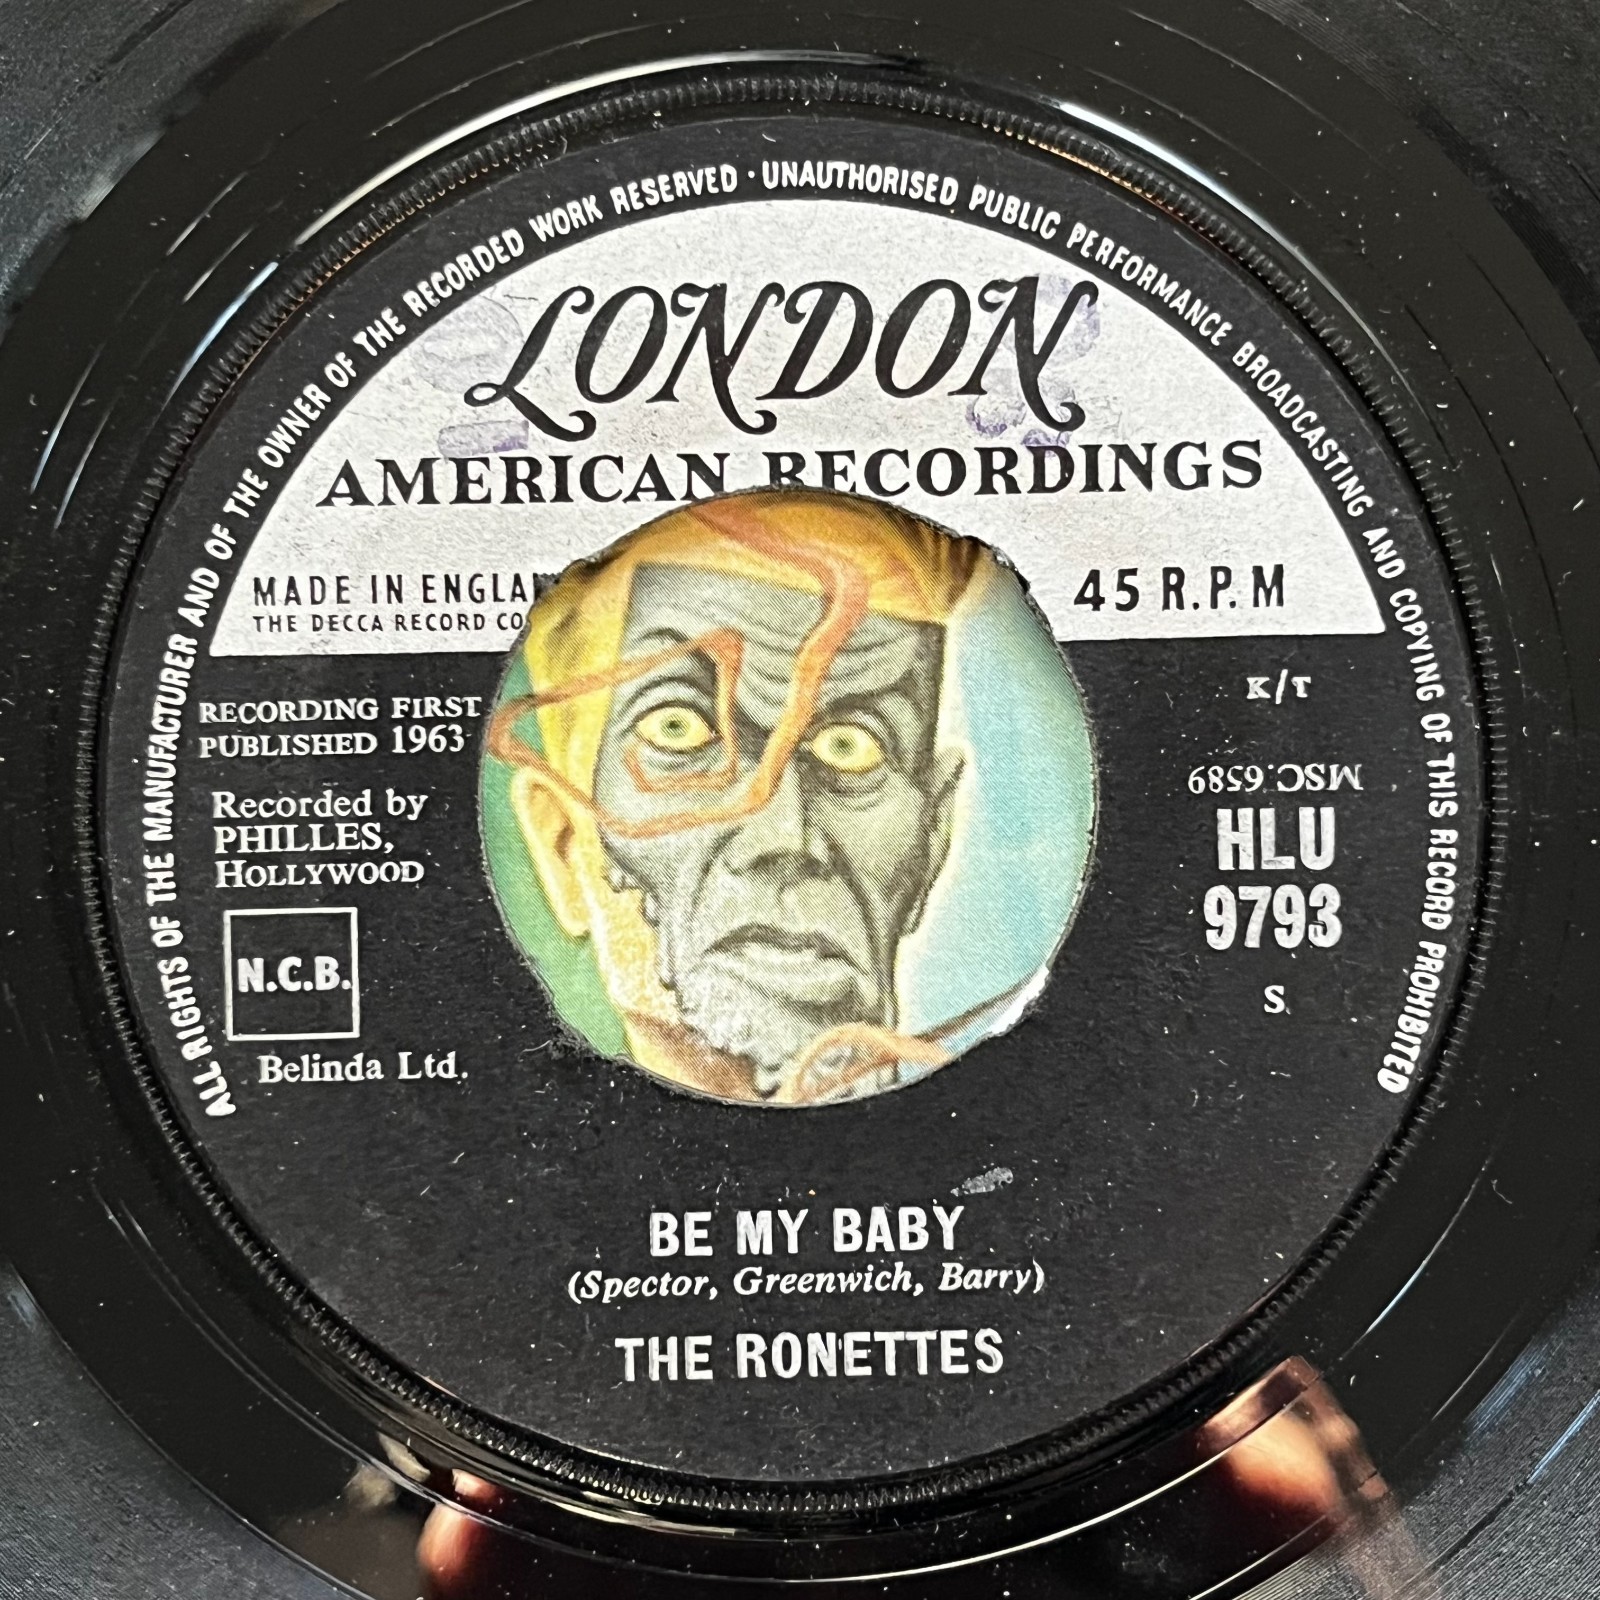 ALL RIGHTS OF THE MANUFACTURER AND OF THE OWNER OF THE RECORDED WORK RESERVED · UNAUTHORISED PUBLIC PERFORMANCE BROADCASTING AND COPYING OF THIS RECORD PROHIBITED
LONDON
AMERICAN RECORDINGS
MADE IN ENGLAN
THE DECCA RECORD CO
45 R.P.M
RECORDING FIRST
PUBLISHED 1963
Recorded by
PHILLES,
HOLLYWOOD
N.C.B.
Belinda Ltd.
K/T
MSC.6589
HLU
9793
S
BE MY BABY
(Spector, Greenwich, Barry)
THE RONETTES